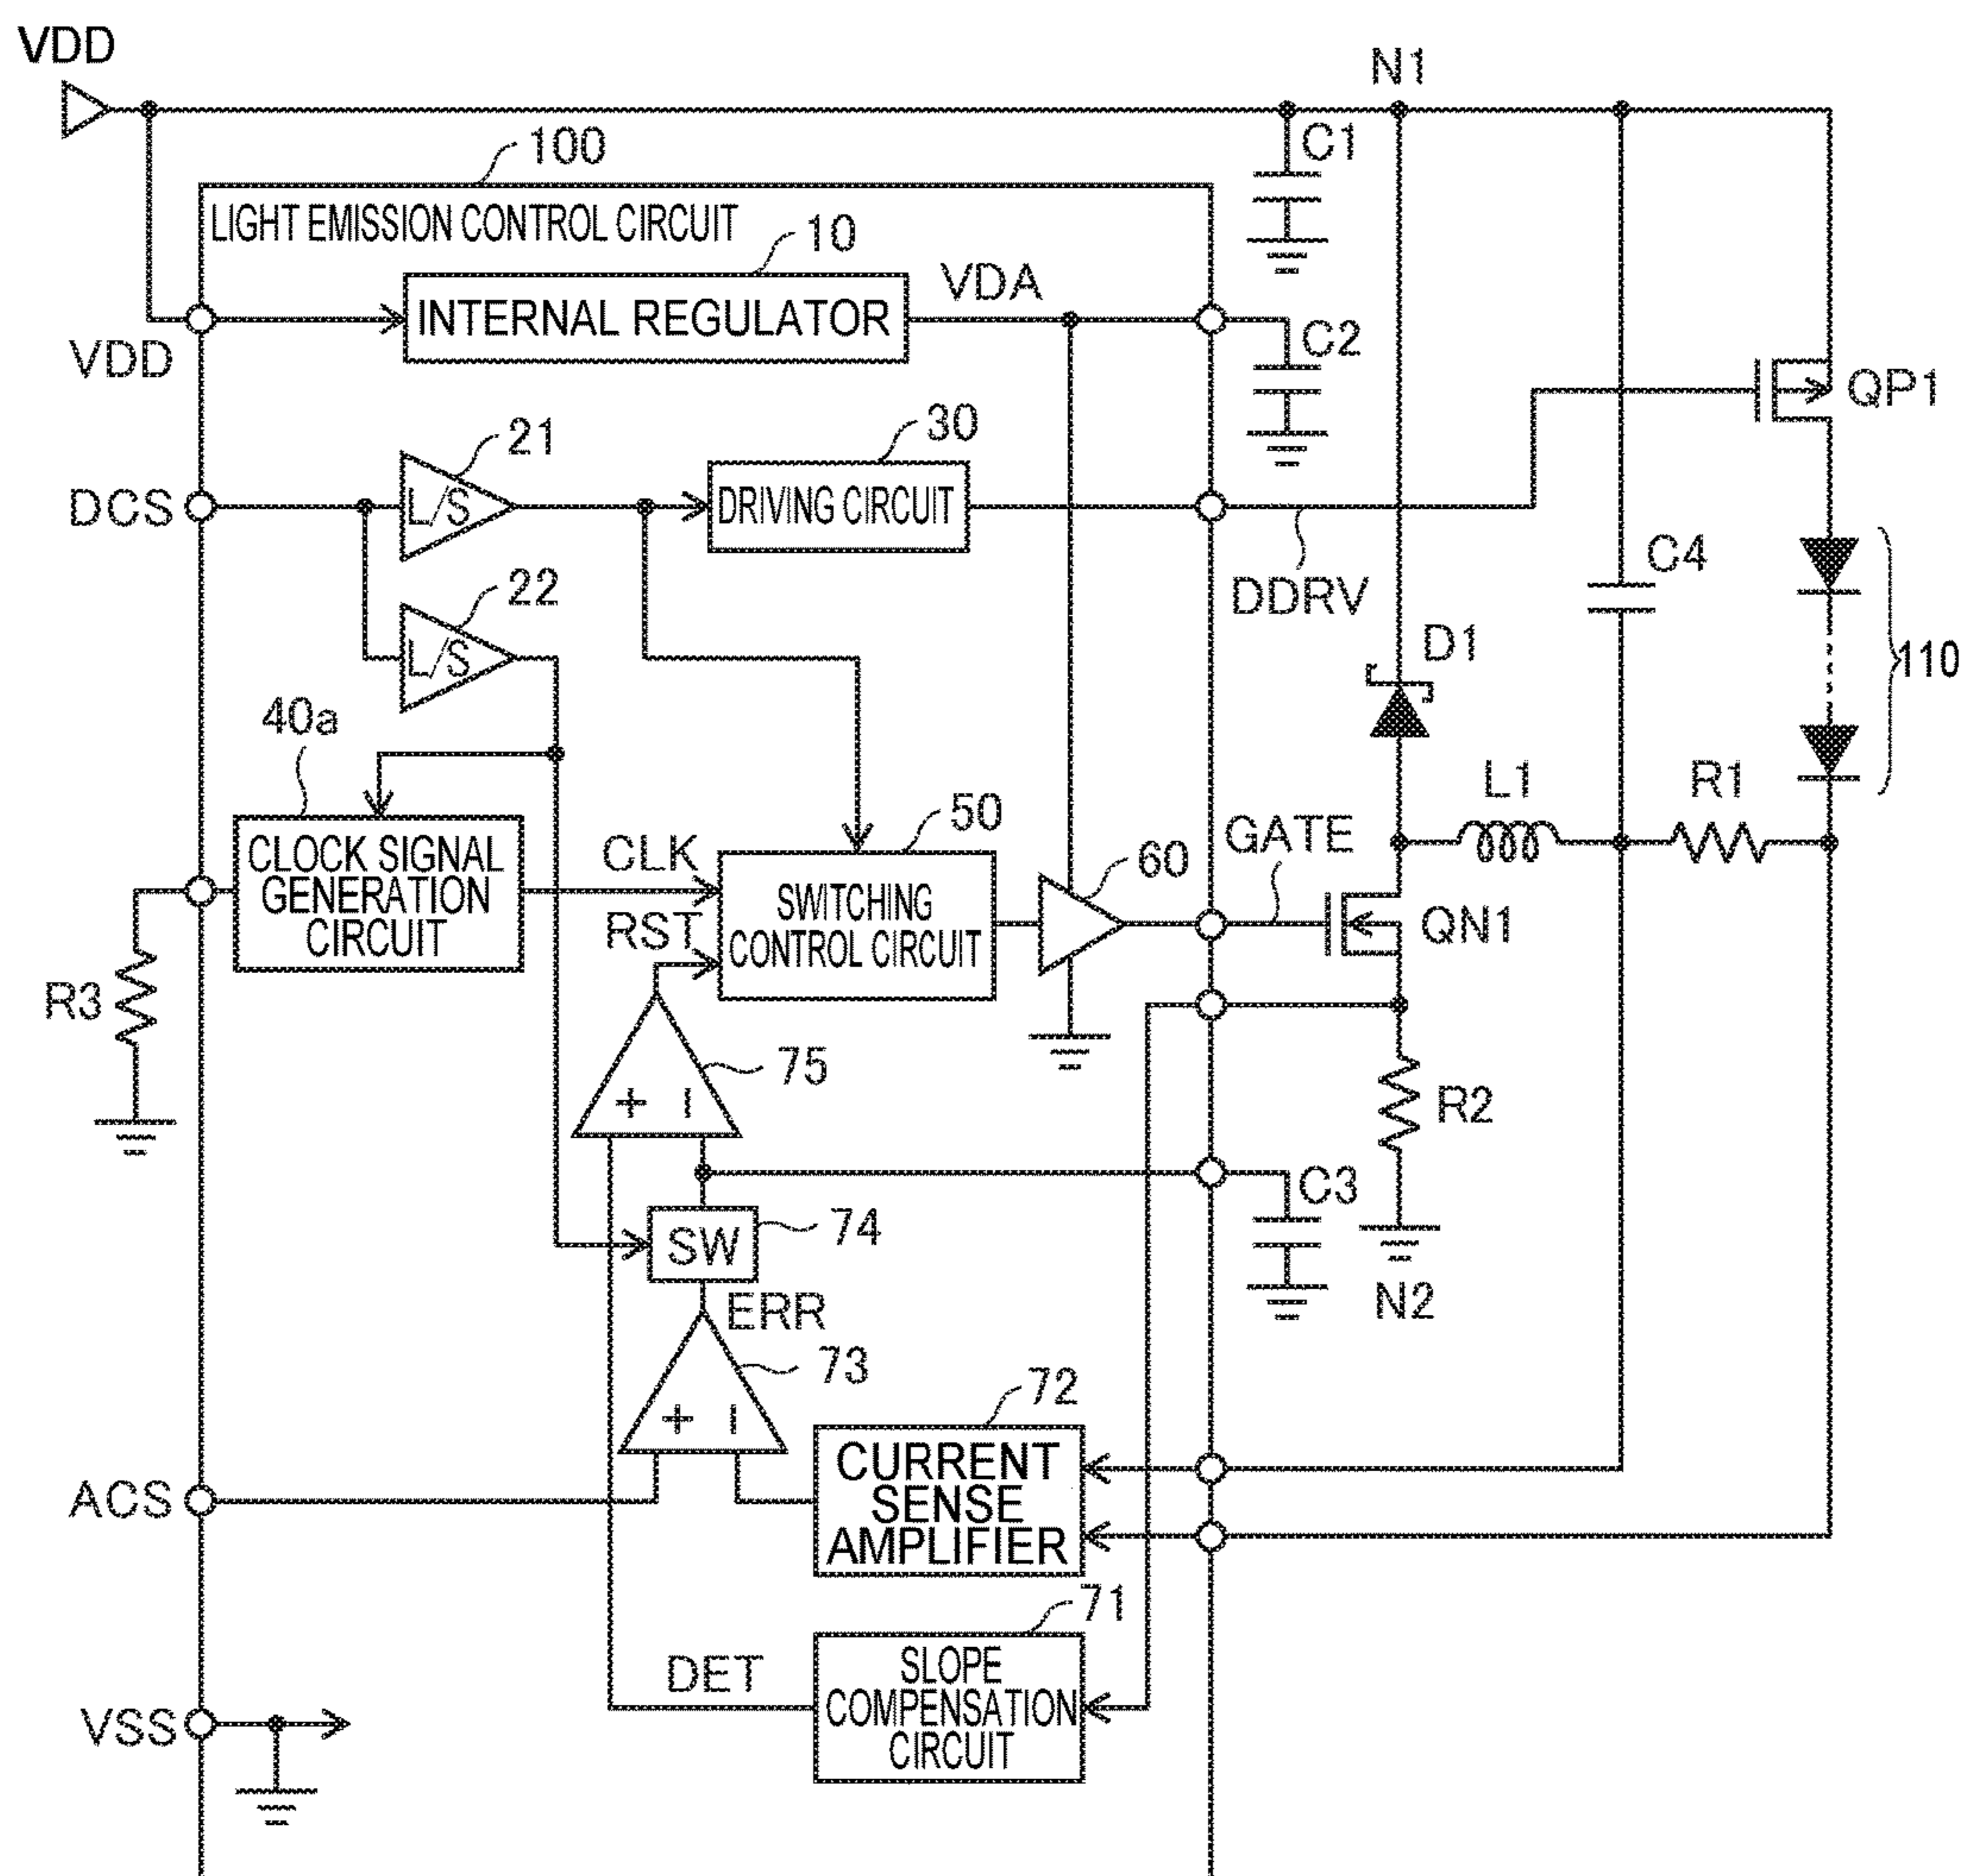 VDD
N1
C1
100
LIGHT EMISSION CONTROL CIRCUIT
10
INTERNAL REGULATOR
VDA
C2
VDD
QP1
21
30
L/S
DRIVING CIRCUIT
DCS
22
L/S
DDRV
C4
D1
110
40a
CLOCK SIGNAL
GENERATION
CIRCUIT
CLK
RST
50
SWITCHING
CONTROL CIRCUIT
60
GATE
L1
R1
QN1
R3
75
+ −
R2
C3
74
SW
N2
ERR
73
+ −
72
CURRENT
SENSE
AMPLIFIER
ACS
71
DET
SLOPE
COMPENSATION
CIRCUIT
VSS